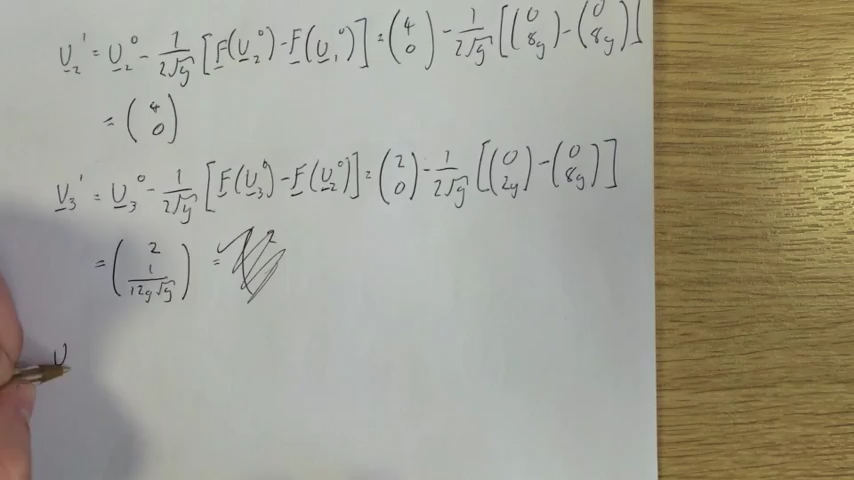 U₂¹ = U₂⁰ - 1/(2√g) [F(U₂⁰) - F(U₁⁰)] = (4 0) - 1/(2√g) [(0 8g) - (0 8g)]
= (4 0)
U₃¹ = U₃⁰ - 1/(2√g) [F(U₃⁰) - F(U₂⁰)] = (2 0) - 1/(2√g) [(0 2g) - (0 8g)]
= (2 1/(12g√g)) =
U